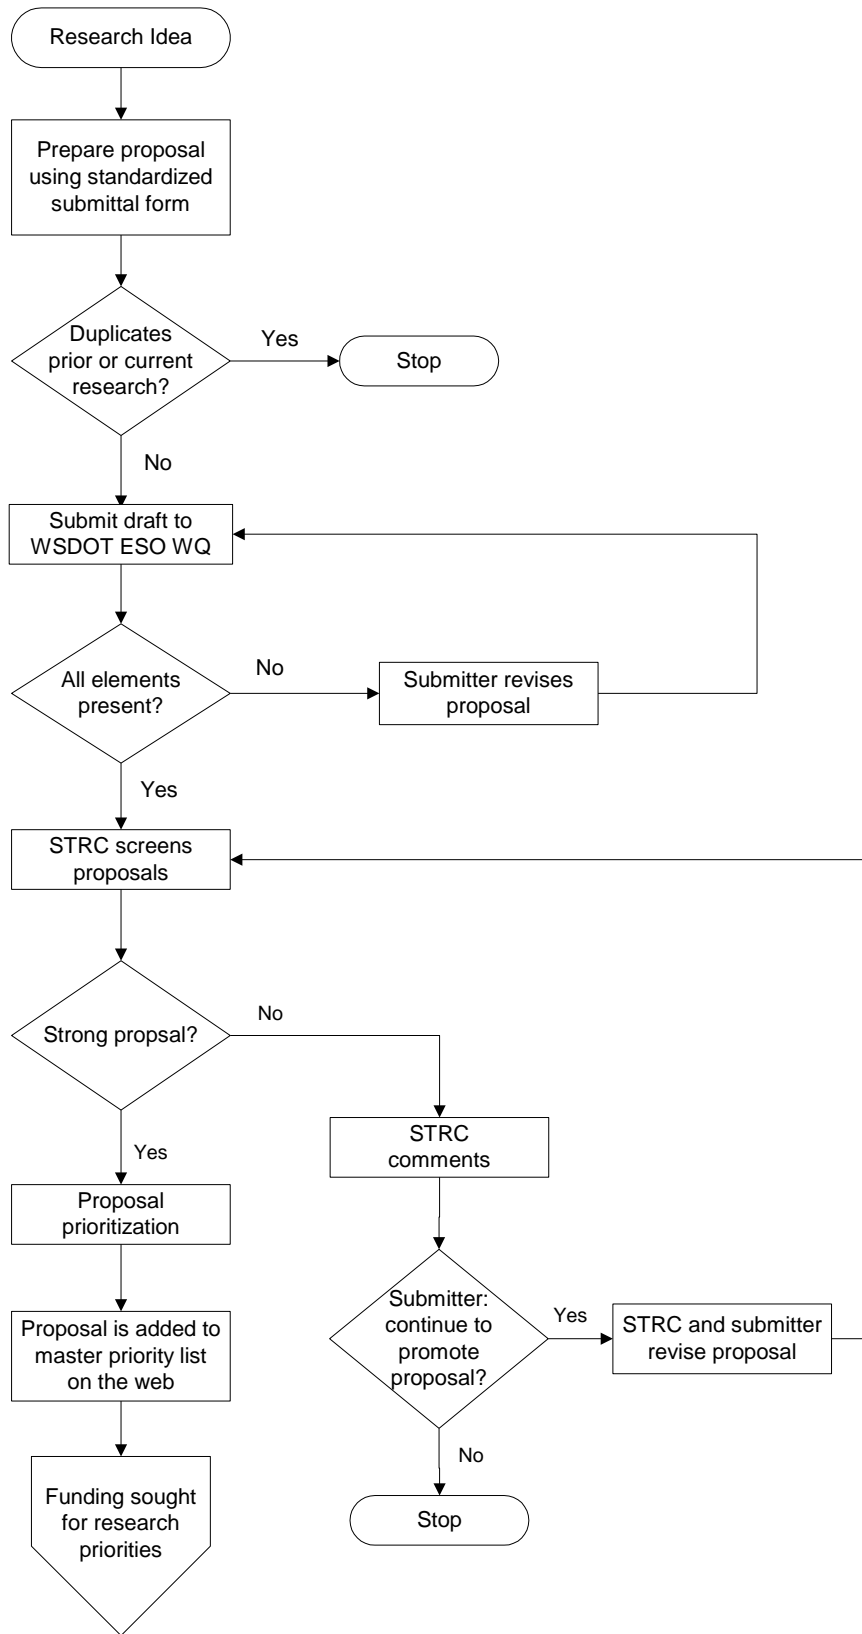 Research Idea
Prepare proposal
using standardized
submittal form
Duplicates
prior or current
research?
Yes
Stop
No
Submit draft to
WSDOT ESO WQ
All elements
present?
No
Submitter revises
proposal
Yes
STRC screens
proposals
Strong propsal?
No
Yes
STRC
comments
Proposal
prioritization
Submitter:
continue to
promote
proposal?
Yes
STRC and submitter
revise proposal
Proposal is added to
master priority list
on the web
No
Funding sought
for research
priorities
Stop